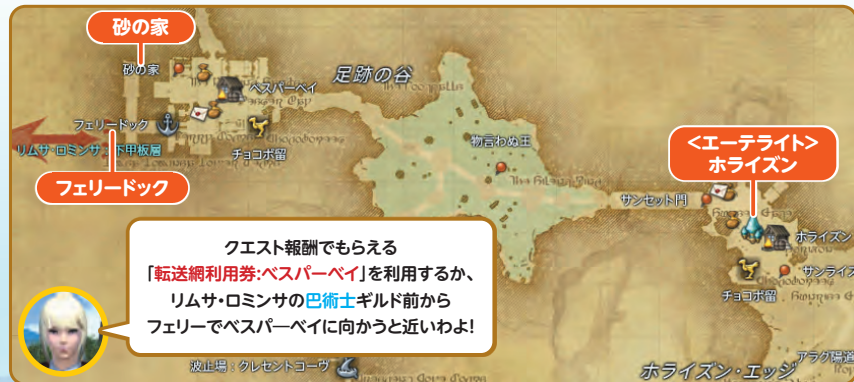 砂の家
砂の家
足跡の谷
ベスパーベイ
フェリードック
リムサ・ロミンサ：下甲板層
チョコボ留
フェリードック
物言わぬ王
<エーテライト>
ホライズン
サンセット門
ホライズン
サンライズ
チョコボ留
クエスト報酬でもらえる
「転送網利用券:ベスパーベイ」を利用するか、
リムサ・ロミンサの巴術士ギルド前から
フェリーでベスパ―ベイに向かうと近いわよ!
波止場：クレセントコーヴ
アラグ陽道
ホライズン・エッジ